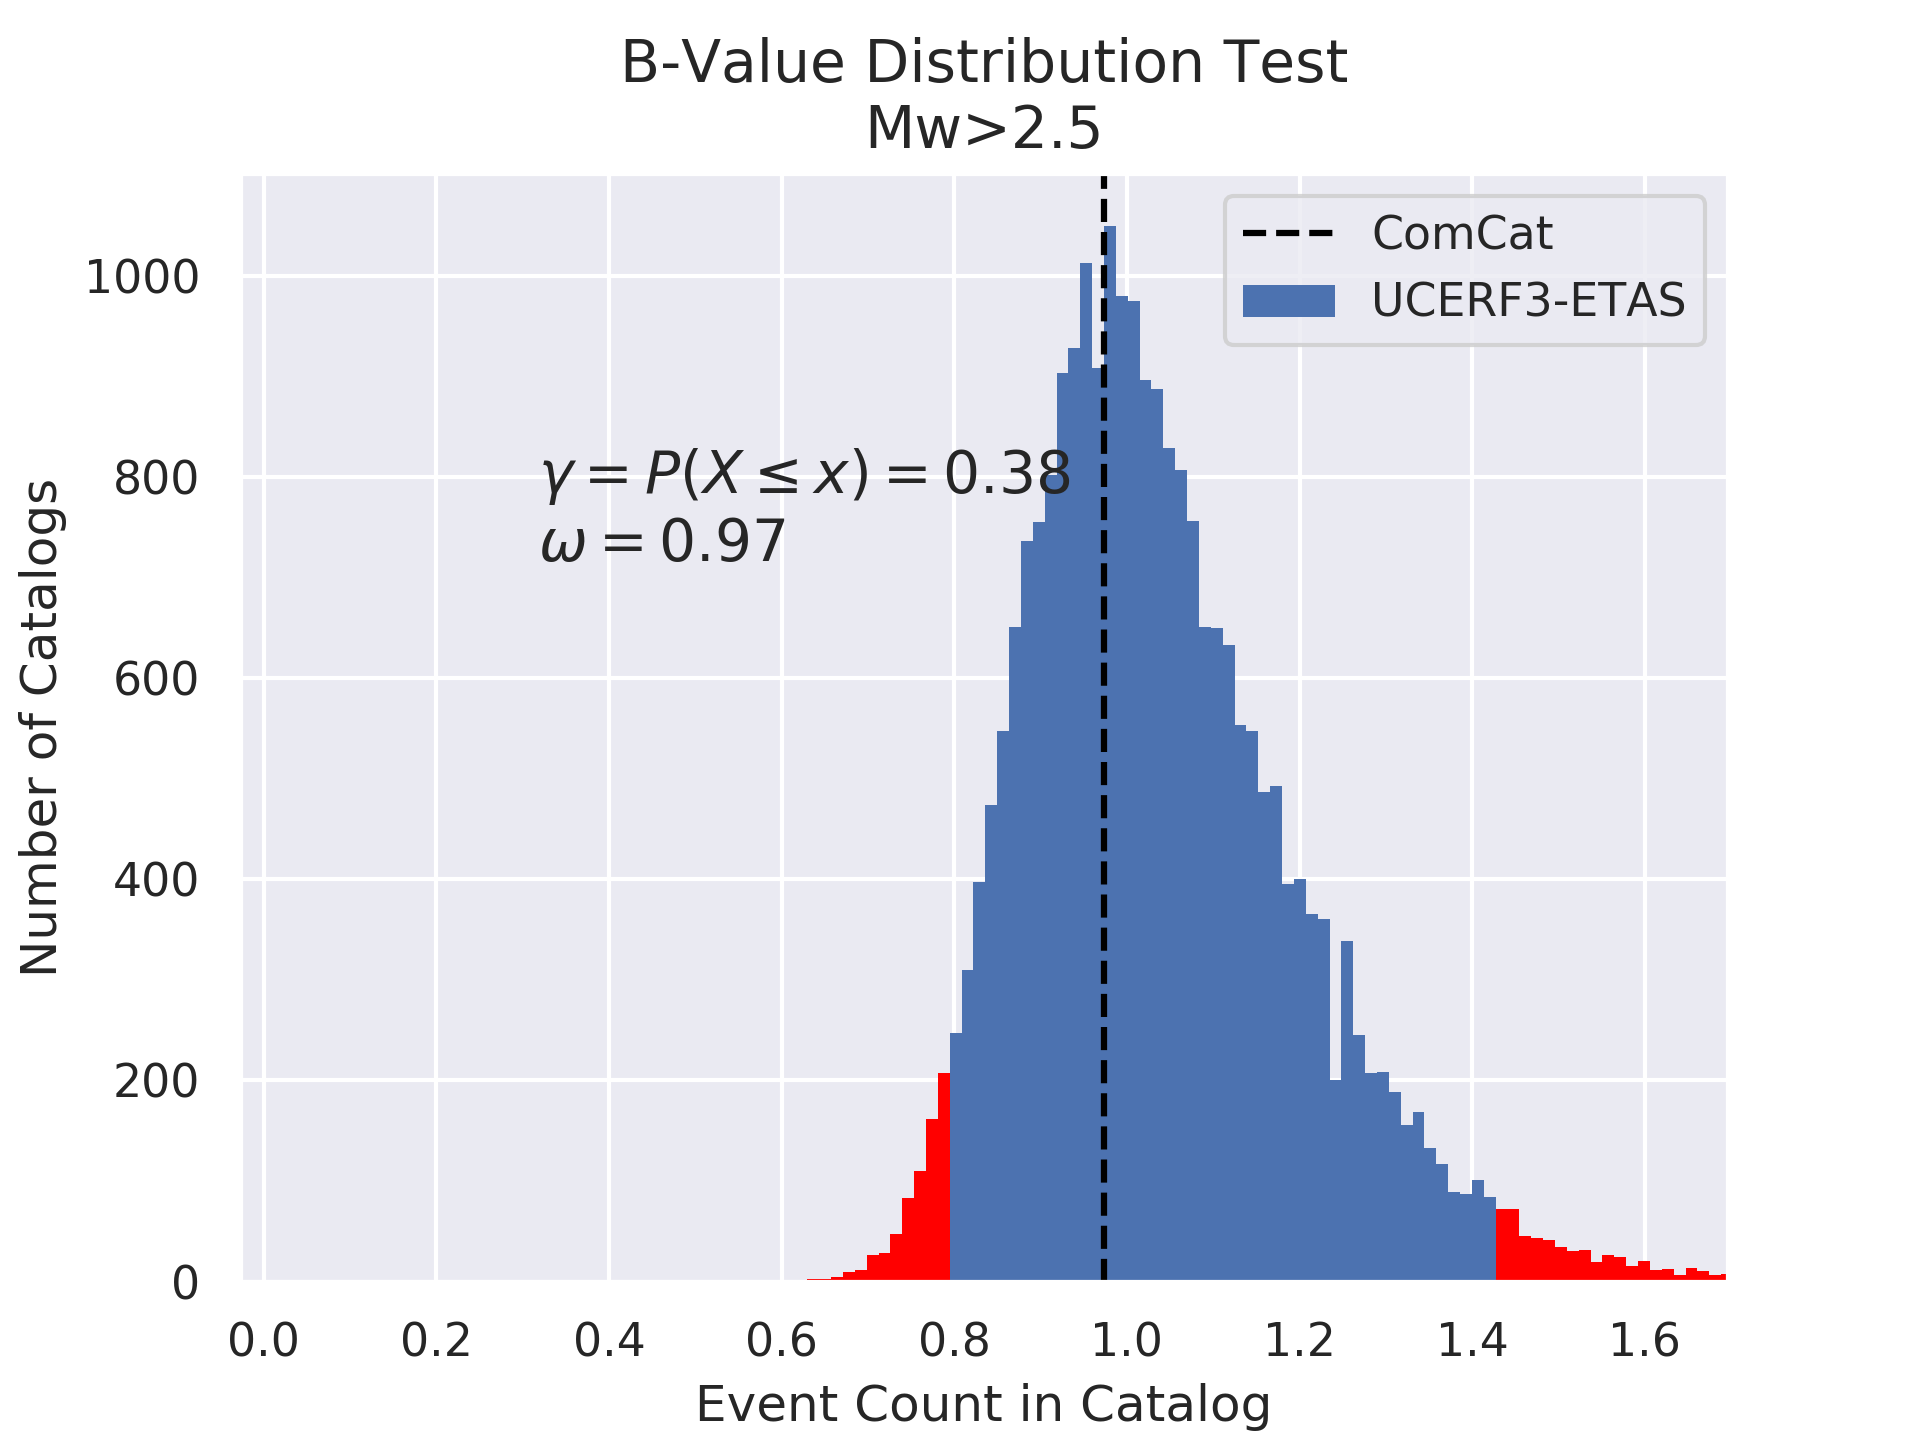 B-Value Distribution Test
Mw>2.5
ComCat
UCERF3-ETAS
γ = P(X ≤ x) = 0.38
ω = 0.97
Number of Catalogs
1000
800
600
400
200
0
0.0 0.2 0.4 0.6 0.8 1.0 1.2 1.4 1.6
Event Count in Catalog